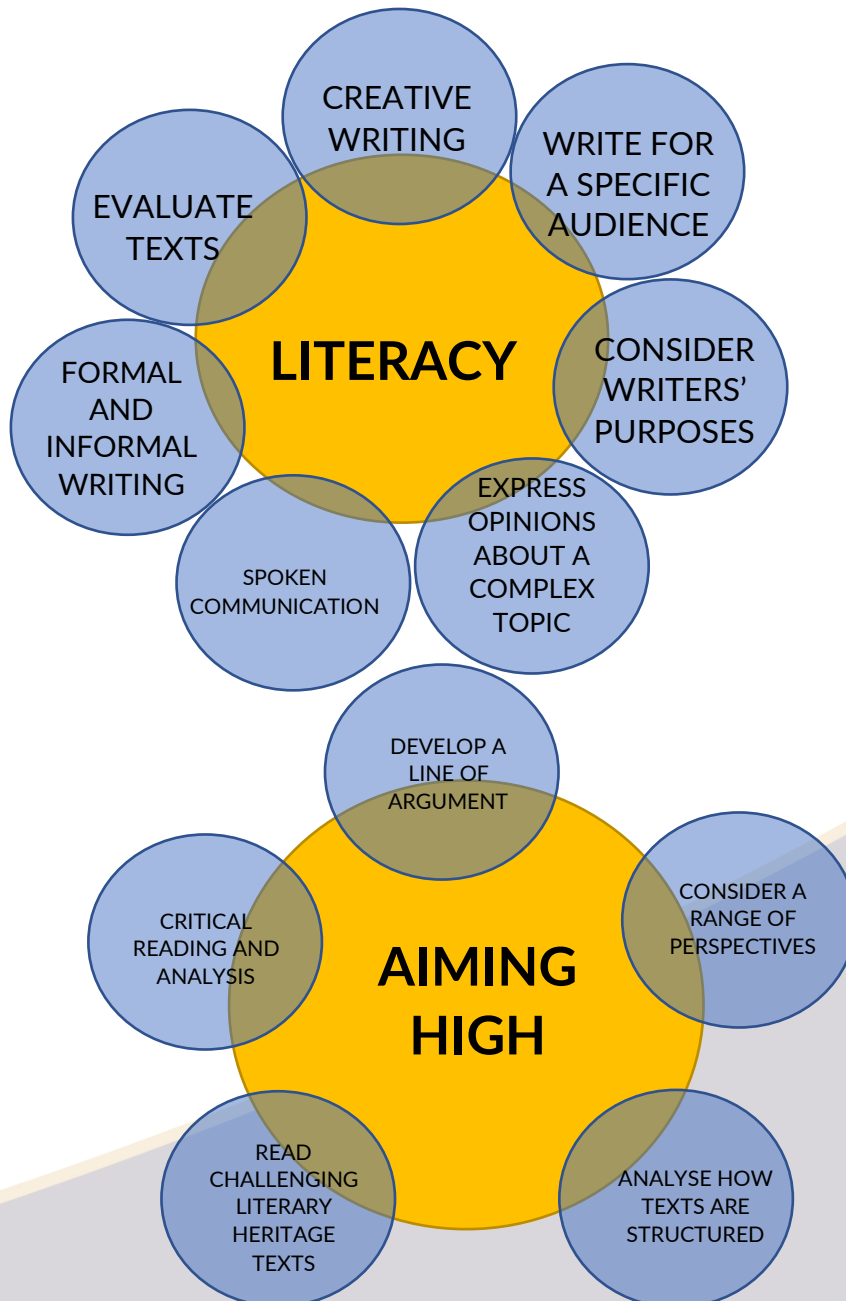 CREATIVE
WRITING
WRITE FOR
A SPECIFIC
AUDIENCE
EVALUATE
TEXTS
LITERACY
CONSIDER
WRITERS’
PURPOSES
FORMAL
AND
INFORMAL
WRITING
EXPRESS
OPINIONS
ABOUT A
COMPLEX
TOPIC
SPOKEN
COMMUNICATION
DEVELOP A
LINE OF
ARGUMENT
CRITICAL
READING AND
ANALYSIS
CONSIDER A
RANGE OF
PERSPECTIVES
AIMING
HIGH
READ
CHALLENGING
LITERARY
HERITAGE
TEXTS
ANALYSE HOW
TEXTS ARE
STRUCTURED